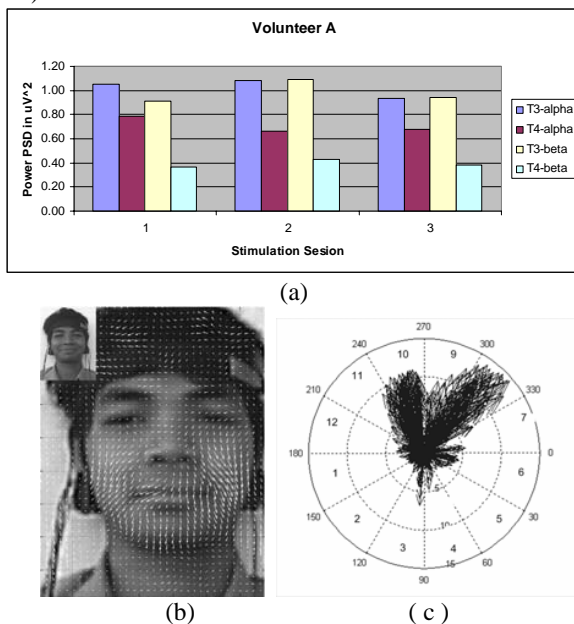 Volunteer A
Power PSD in uV^2
1.20
1.00
0.80
0.60
0.40
0.20
0.00
1 2 3
Stimulation Sesion
T3-alpha
T4-alpha
T3-beta
T4-beta
(a)
270
240 300
10 9
11
210 330
12 7
180 0
1 6
150 30
2 5
3 4
120 60
15
90
(b) ( c )